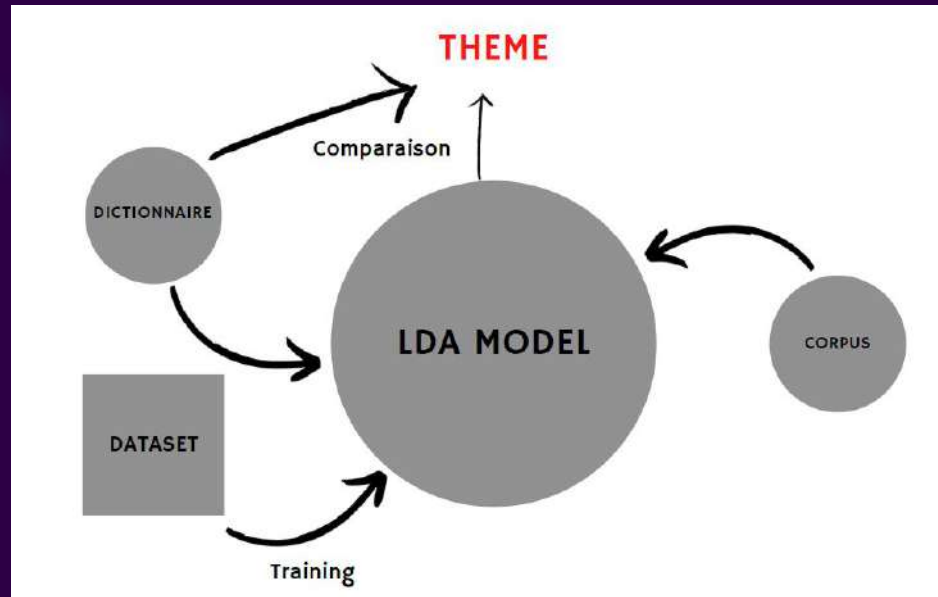 THEME
Comparaison
DICTIONNAIRE
LDA MODEL
CORPUS
DATASET
Training